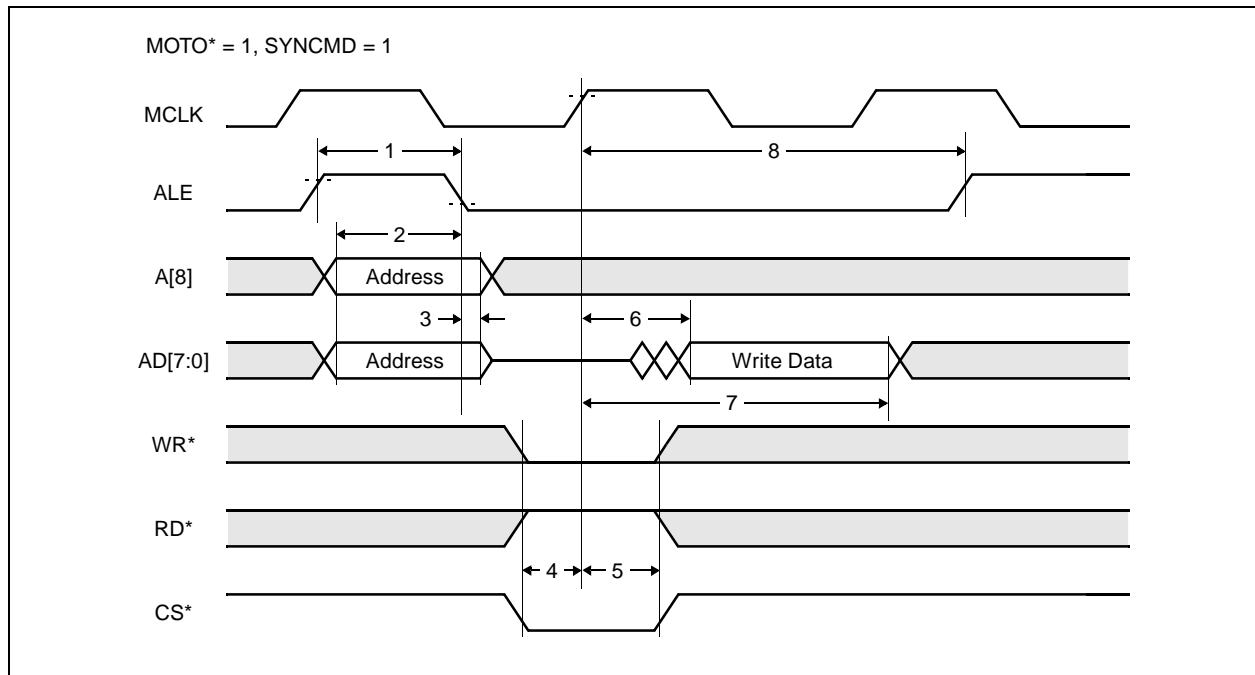 MOTO* = 1, SYNCMD = 1
MCLK
1
8
ALE
2
A[8]
Address
3
6
AD[7:0]
Address
Write Data
7
WR*
RD*
4
5
CS*